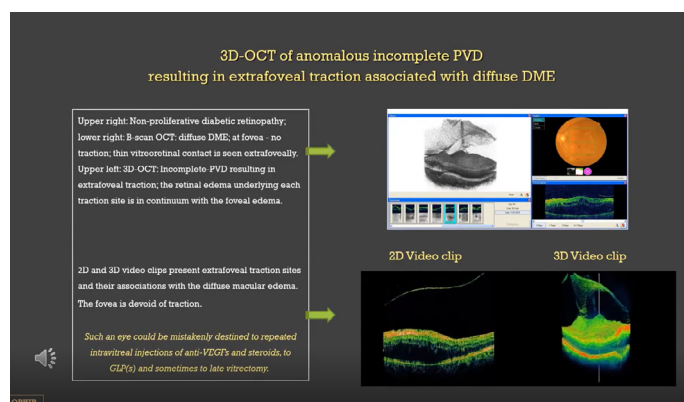 3D-OCT of anomalous incomplete PVD
resulting in extrafoveal traction associated with diffuse DME
Upper right: Non-proliferative diabetic retinopathy;
lower right: B-scan OCT: diffuse DME; at fovea - no
traction; thin vitreoretinal contact is seen extrafoveally.
Upper left: 3D-OCT: Incomplete-PVD resulting in
extrafoveal traction; the retinal edema underlying each
traction site is in continuum with the foveal edema.
2D and 3D video clips present extrafoveal traction sites
and their associations with the diffuse macular edema.
The fovea is devoid of traction.
Such an eye could be mistakenly destined to repeated
intravitreal injections of anti-VEGFs and steroids, to
GLP(s) and sometimes to late vitrectomy.
2D Video clip
3D Video clip